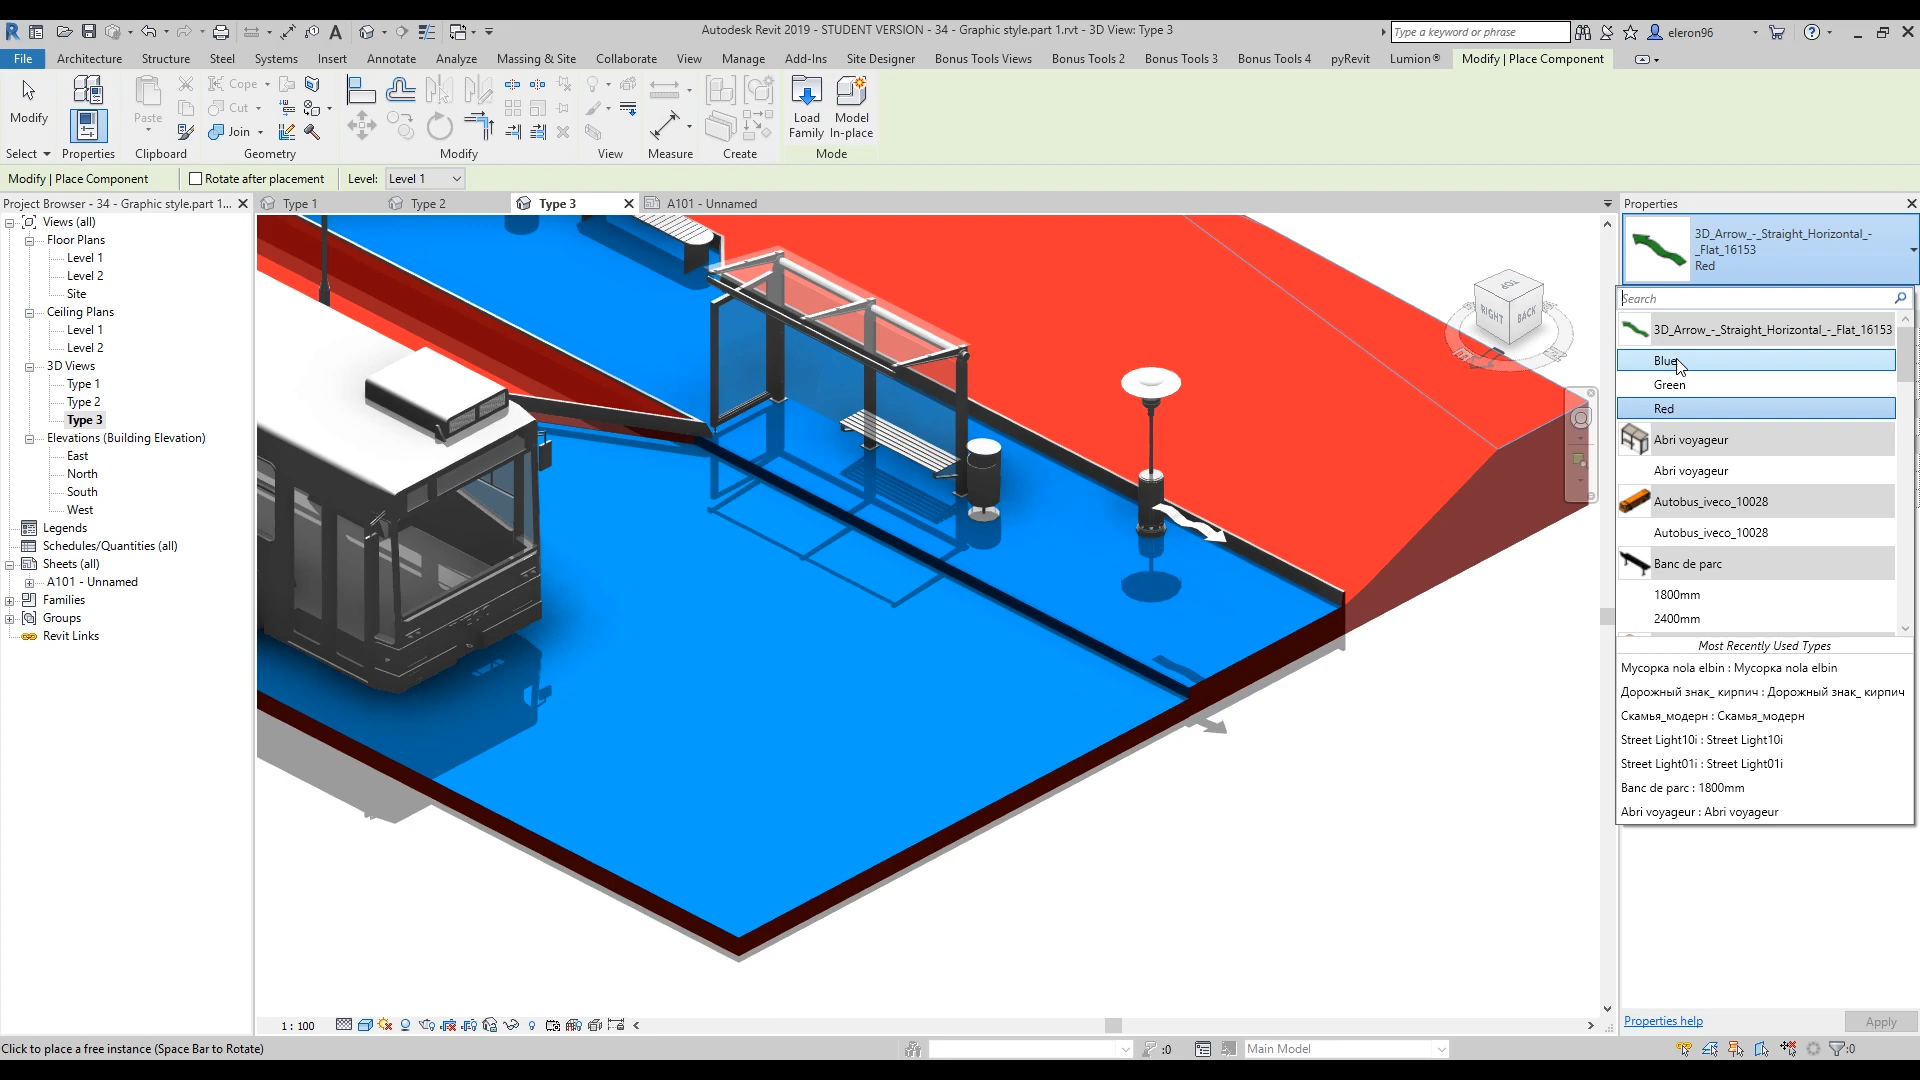 Autodesk Revit 2019 - STUDENT VERSION - 34 - Graphic style.part 1.rvt - 3D View: Type 3
Type a keyword or phrase
eleron96
File Architecture Structure Steel Systems Insert Annotate Analyze Massing & Site Collaborate View Manage Add-Ins Site Designer Bonus Tools Views Bonus Tools 2 Bonus Tools 3 Bonus Tools 4 pyRevit Lumion® Modify | Place Component
Modify
Paste
Cope
Cut
Join
Load Family
Model In-place
Select Properties Clipboard Geometry Modify View Measure Create Mode
Modify | Place Component Rotate after placement Level: Level 1
Project Browser - 34 - Graphic style.part 1...
Type 1 Type 2 Type 3 A101 - Unnamed
Views (all)
Floor Plans
Level 1
Level 2
Site
Ceiling Plans
Level 1
Level 2
3D Views
Type 1
Type 2
Type 3
Elevations (Building Elevation)
East
North
South
West
Legends
Schedules/Quantities (all)
Sheets (all)
A101 - Unnamed
Families
Groups
Revit Links
TOP
RIGHT
BACK
Properties
3D_Arrow_-_Straight_Horizontal_-
_Flat_16153
Red
Search
3D_Arrow_-_Straight_Horizontal_-_Flat_16153
Blue
Green
Red
Abri voyageur
Abri voyageur
Autobus_iveco_10028
Autobus_iveco_10028
Banc de parc
1800mm
2400mm
Most Recently Used Types
Мусорка nola elbin : Мусорка nola elbin
Дорожный знак_ кирпич : Дорожный знак_ кирпич
Скамья_модерн : Скамья_модерн
Street Light10i : Street Light10i
Street Light01i : Street Light01i
Banc de parc : 1800mm
Abri voyageur : Abri voyageur
Properties help
Apply
1 : 100
Click to place a free instance (Space Bar to Rotate)
:0
Main Model
:0